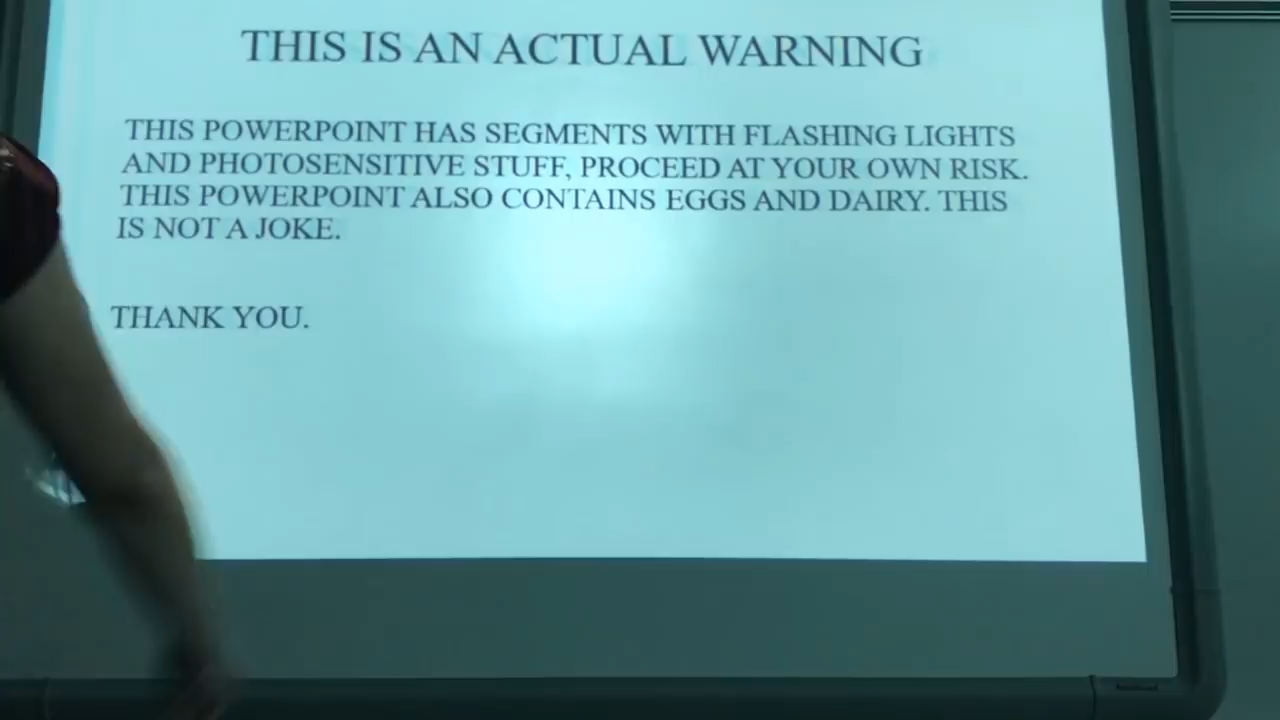 THIS IS AN ACTUAL WARNING
THIS POWERPOINT HAS SEGMENTS WITH FLASHING LIGHTS
AND PHOTOSENSITIVE STUFF, PROCEED AT YOUR OWN RISK.
THIS POWERPOINT ALSO CONTAINS EGGS AND DAIRY. THIS
IS NOT A JOKE.
THANK YOU.